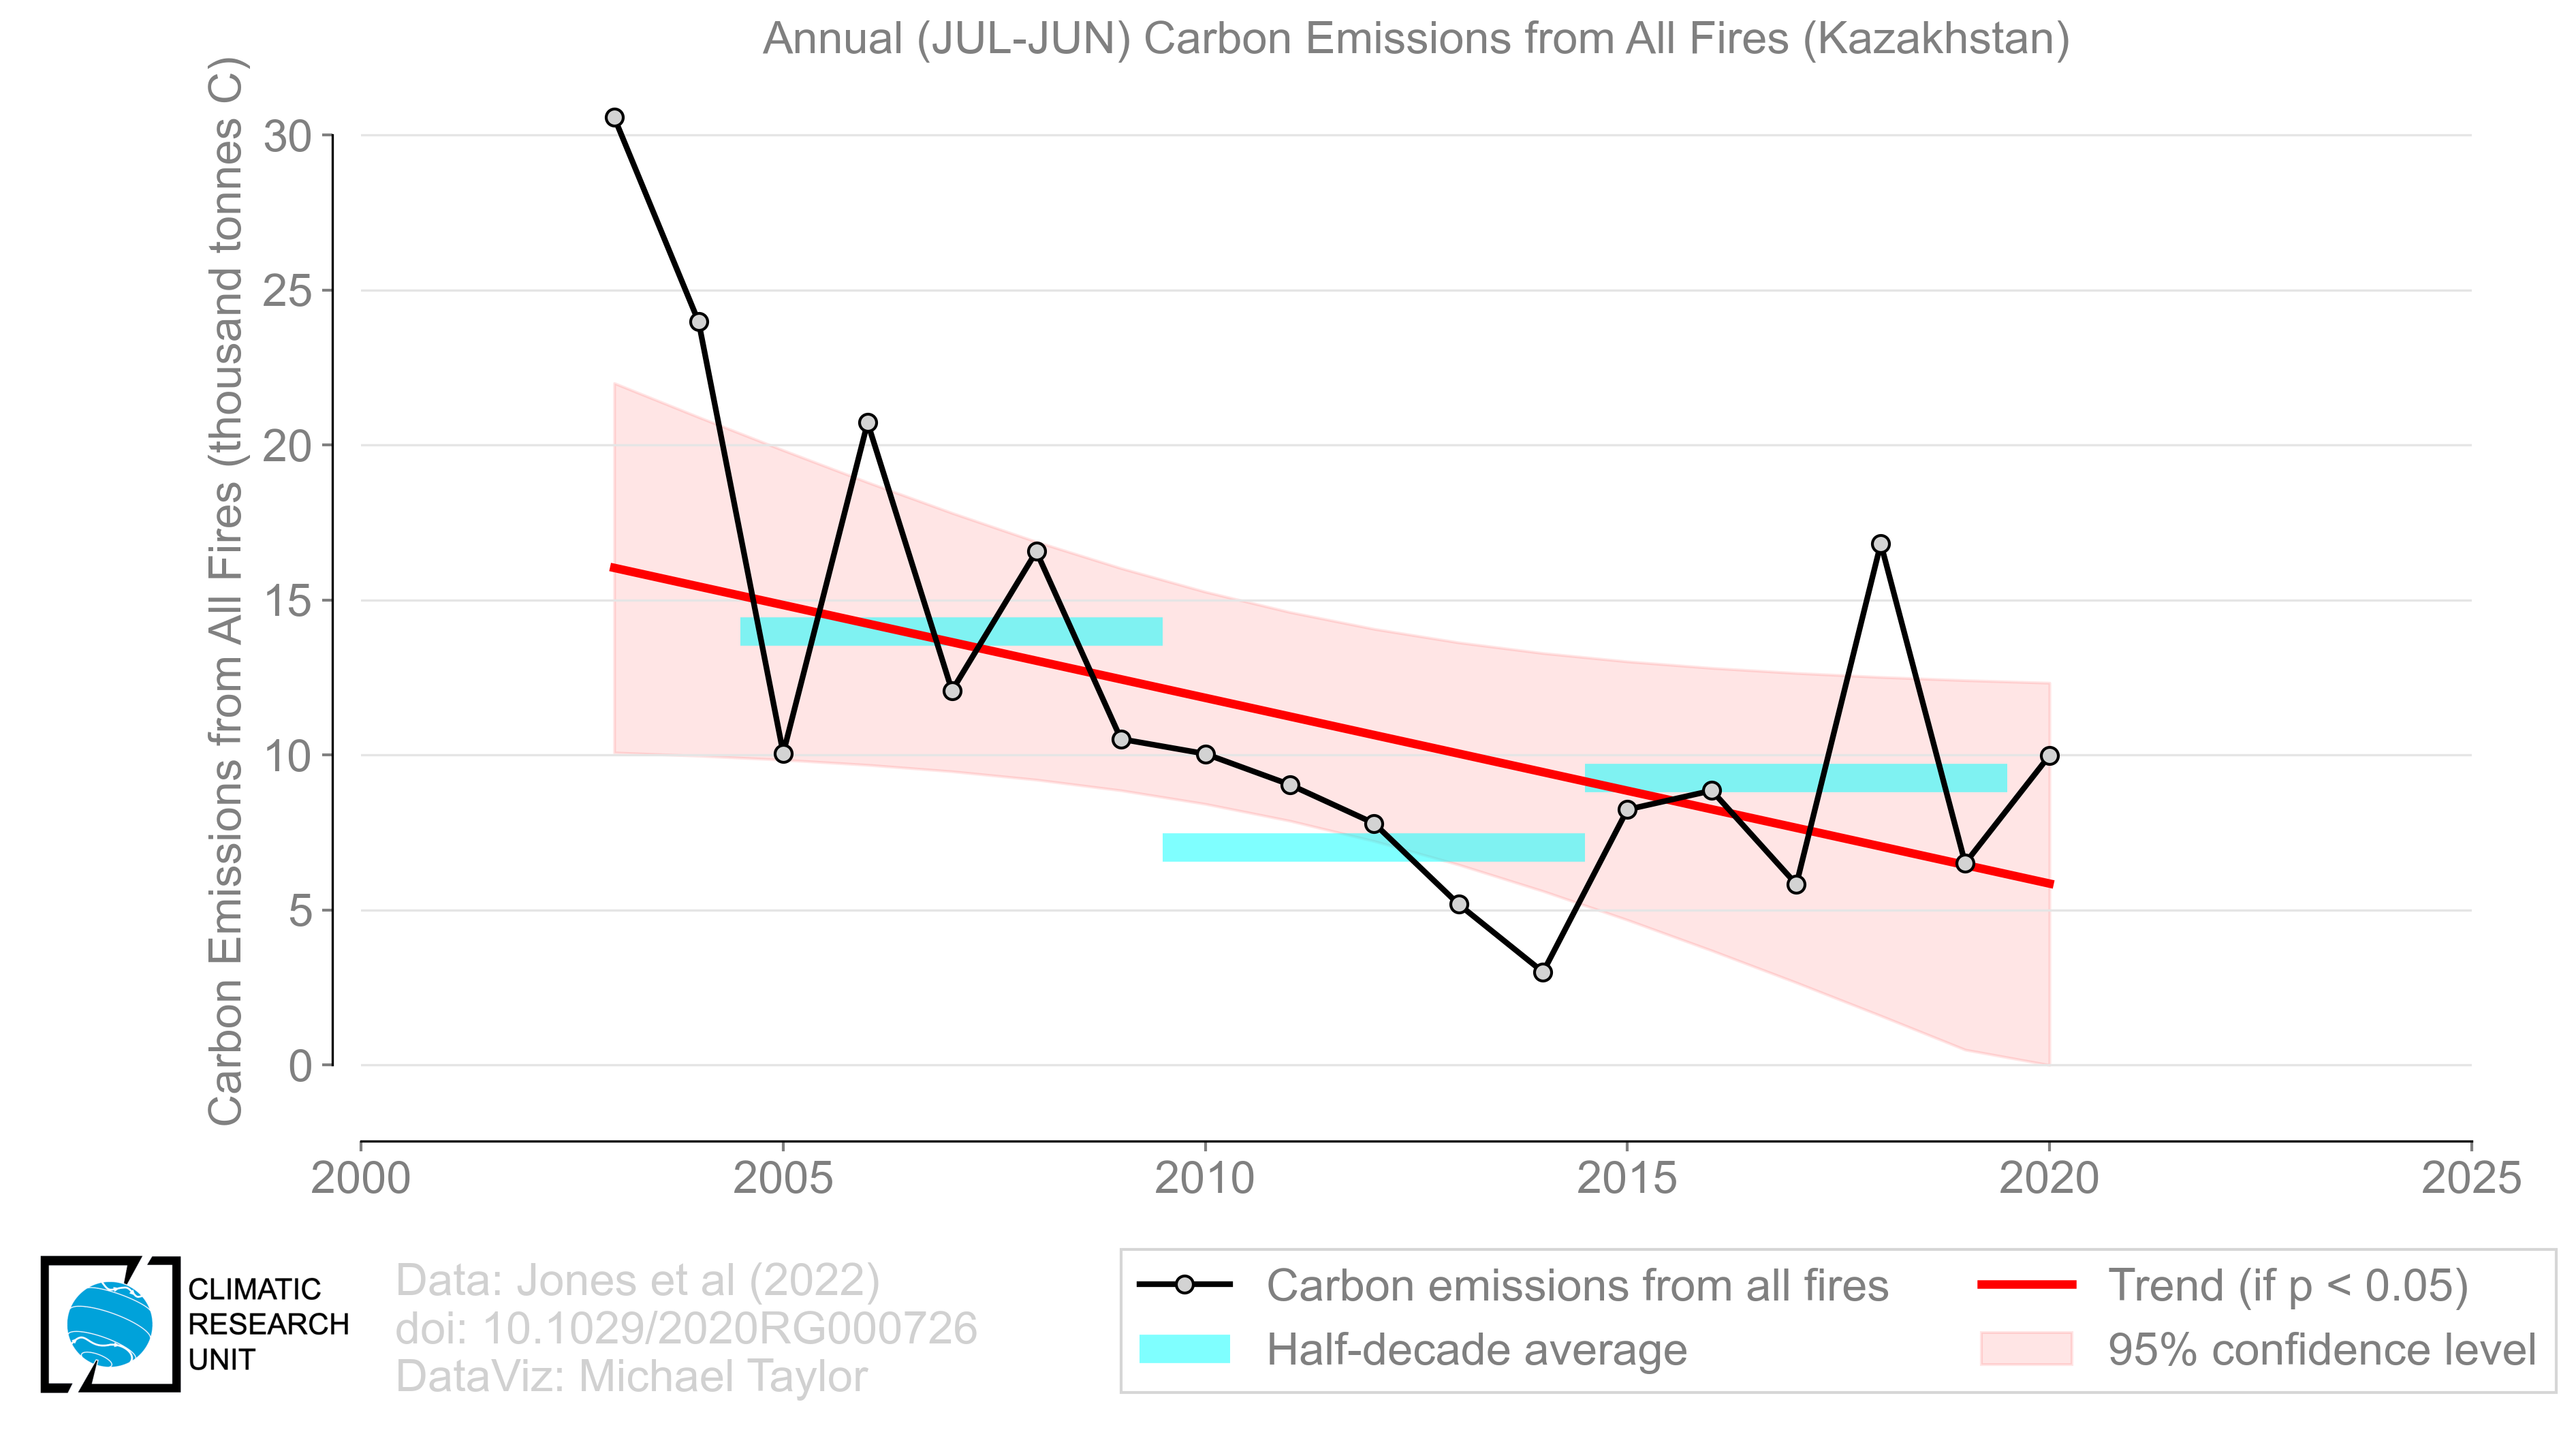 Annual (JUL-JUN) Carbon Emissions from All Fires (Kazakhstan)
Carbon Emissions from All Fires (thousand tonnes C)
30
25
20
15
10
5
0
2000 2005 2010 2015 2020 2025
CLIMATIC
RESEARCH
UNIT
Data: Jones et al (2022)
doi: 10.1029/2020RG000726
DataViz: Michael Taylor
Carbon emissions from all fires
Half-decade average
Trend (if p < 0.05)
95% confidence level